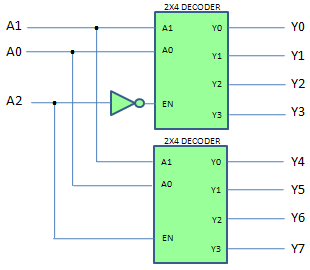 2X4 DECODER
A1 A1 Y0 Y0
A0 A0 Y1 Y1
Y2 Y2
A2 EN Y3 Y3
2X4 DECODER
A1 Y0 Y4
A0 Y1 Y5
Y2 Y6
EN Y3 Y7